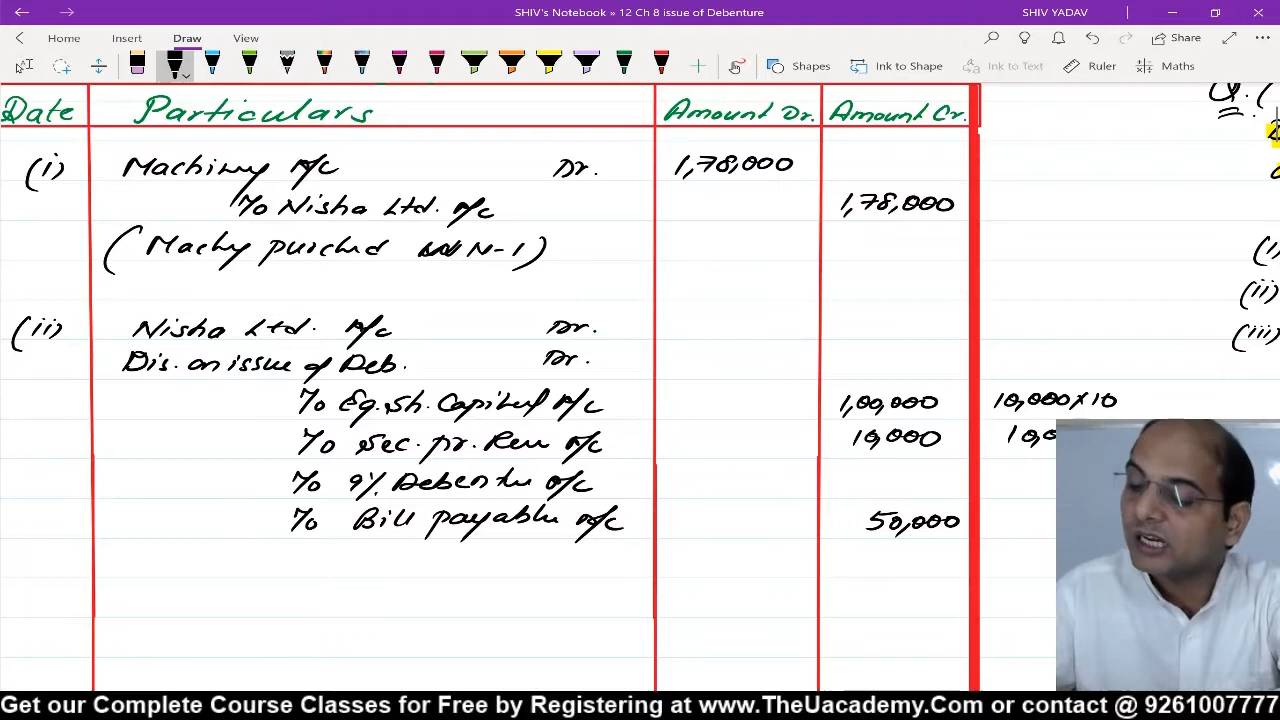 SHIV's Notebook » 12 Ch 8 issue of Debenture
SHIV YADAV
Home Insert Draw View
Share
Shapes Ink to Shape Ink to Text Ruler Maths
Date Particulars Amount Dr. Amount Cr.
Q.(
(i) Machinery A/c Dr. 1,78,000
To Nisha Ltd. A/c 1,78,000
(Machy purched N-1)
(ii)
(iii)
(ii) Nisha Ltd. A/c Dr.
Dis. on issue of Deb. Dr.
To Eq. Sh. Capital A/c 1,00,000 10,000×10
To Sec. pr. Res A/c 10,000
To 9% Debentu A/c
To Bill payable A/c 50,000
Get our Complete Course Classes for Free by Registering at www.TheUacademy.com or contact @ 9261007777